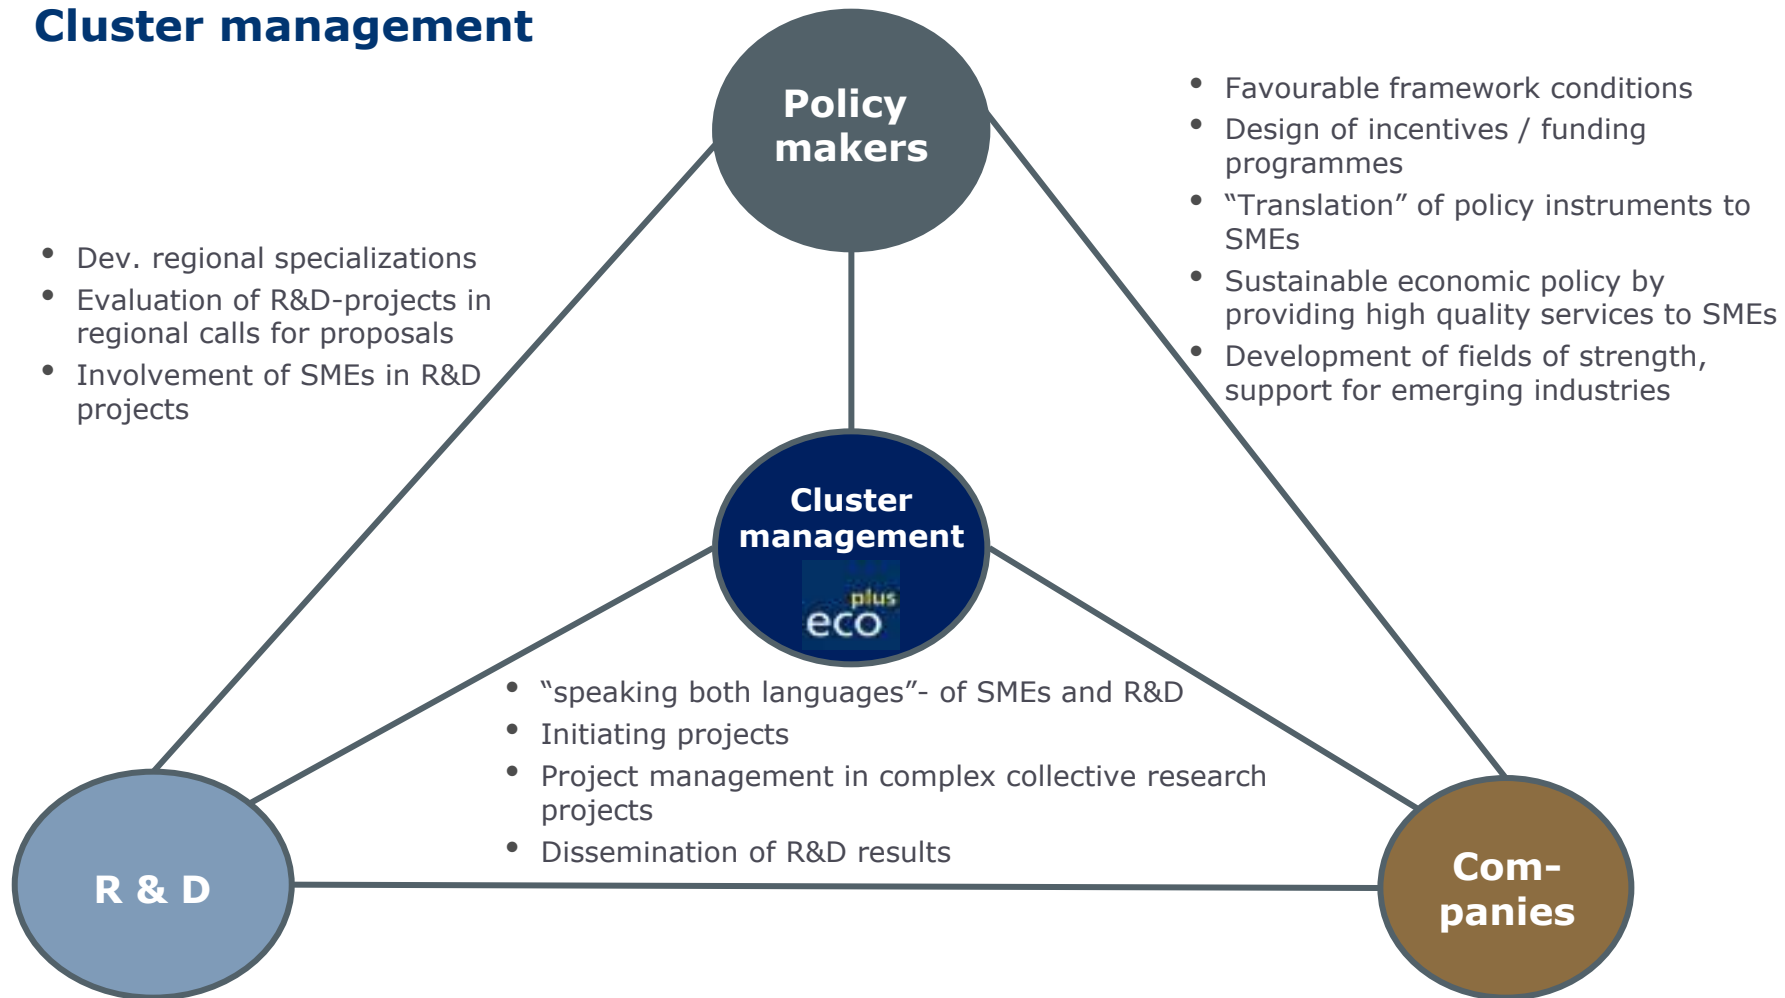 Cluster management
Policy
makers
• Favourable framework conditions
• Design of incentives / funding
programmes
• “Translation” of policy instruments to
SMEs
• Sustainable economic policy by
providing high quality services to SMEs
• Development of fields of strength,
support for emerging industries
• Dev. regional specializations
• Evaluation of R&D-projects in
regional calls for proposals
• Involvement of SMEs in R&D
projects
Cluster
management
plus
eco
• “speaking both languages”- of SMEs and R&D
• Initiating projects
• Project management in complex collective research
projects
• Dissemination of R&D results
R & D
Com-
panies